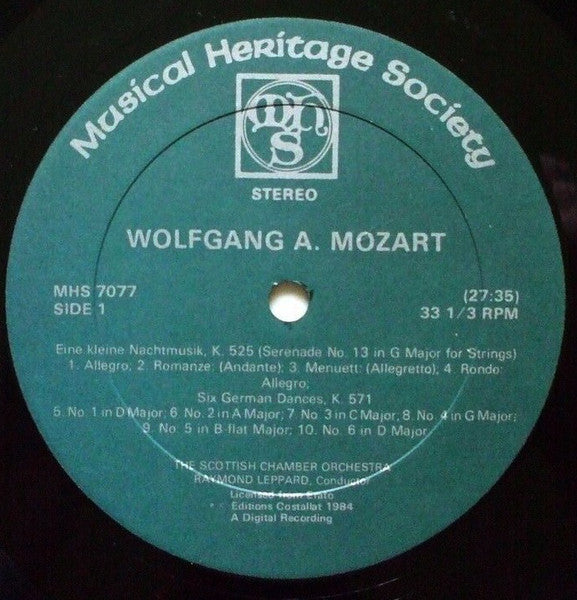 Musical Heritage Society
MHS
STEREO
WOLFGANG A. MOZART
MHS 7077
SIDE 1
(27:35)
33 1/3 RPM
Eine kleine Nachtmusik, K. 525 (Serenade No. 13 in G Major for Strings)
1. Allegro; 2. Romanze: (Andante); 3. Menuett: (Allegretto), 4. Rondo:
Allegro;
Six German Dances, K. 571
5. No. 1 in D Major; 6. No. 2 in A Major; 7. No. 3 in C Major; 8. No. 4 in G Major;
9. No. 5 in B-flat Major; 10. No. 6 in D Major
THE SCOTTISH CHAMBER ORCHESTRA
RAYMOND LEPPARD, Conductor
Licensed from Erato
Editions Costallat 1984
A Digital Recording